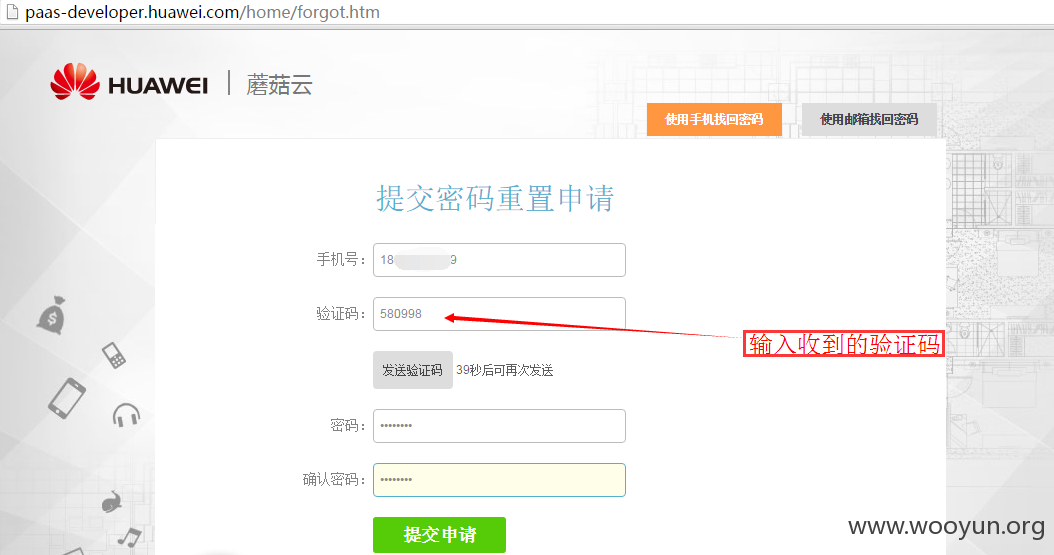 paas-developer.huawei.com/home/forgot.htm
HUAWEI | 蘑菇云
使用手机找回密码 使用邮箱找回密码
提交密码重置申请
手机号： 18 9
验证码： 580998
输入收到的验证码
发送验证码 39秒后可再次发送
密码： ••••••••
确认密码： ••••••••
提交申请
www.wooyun.org